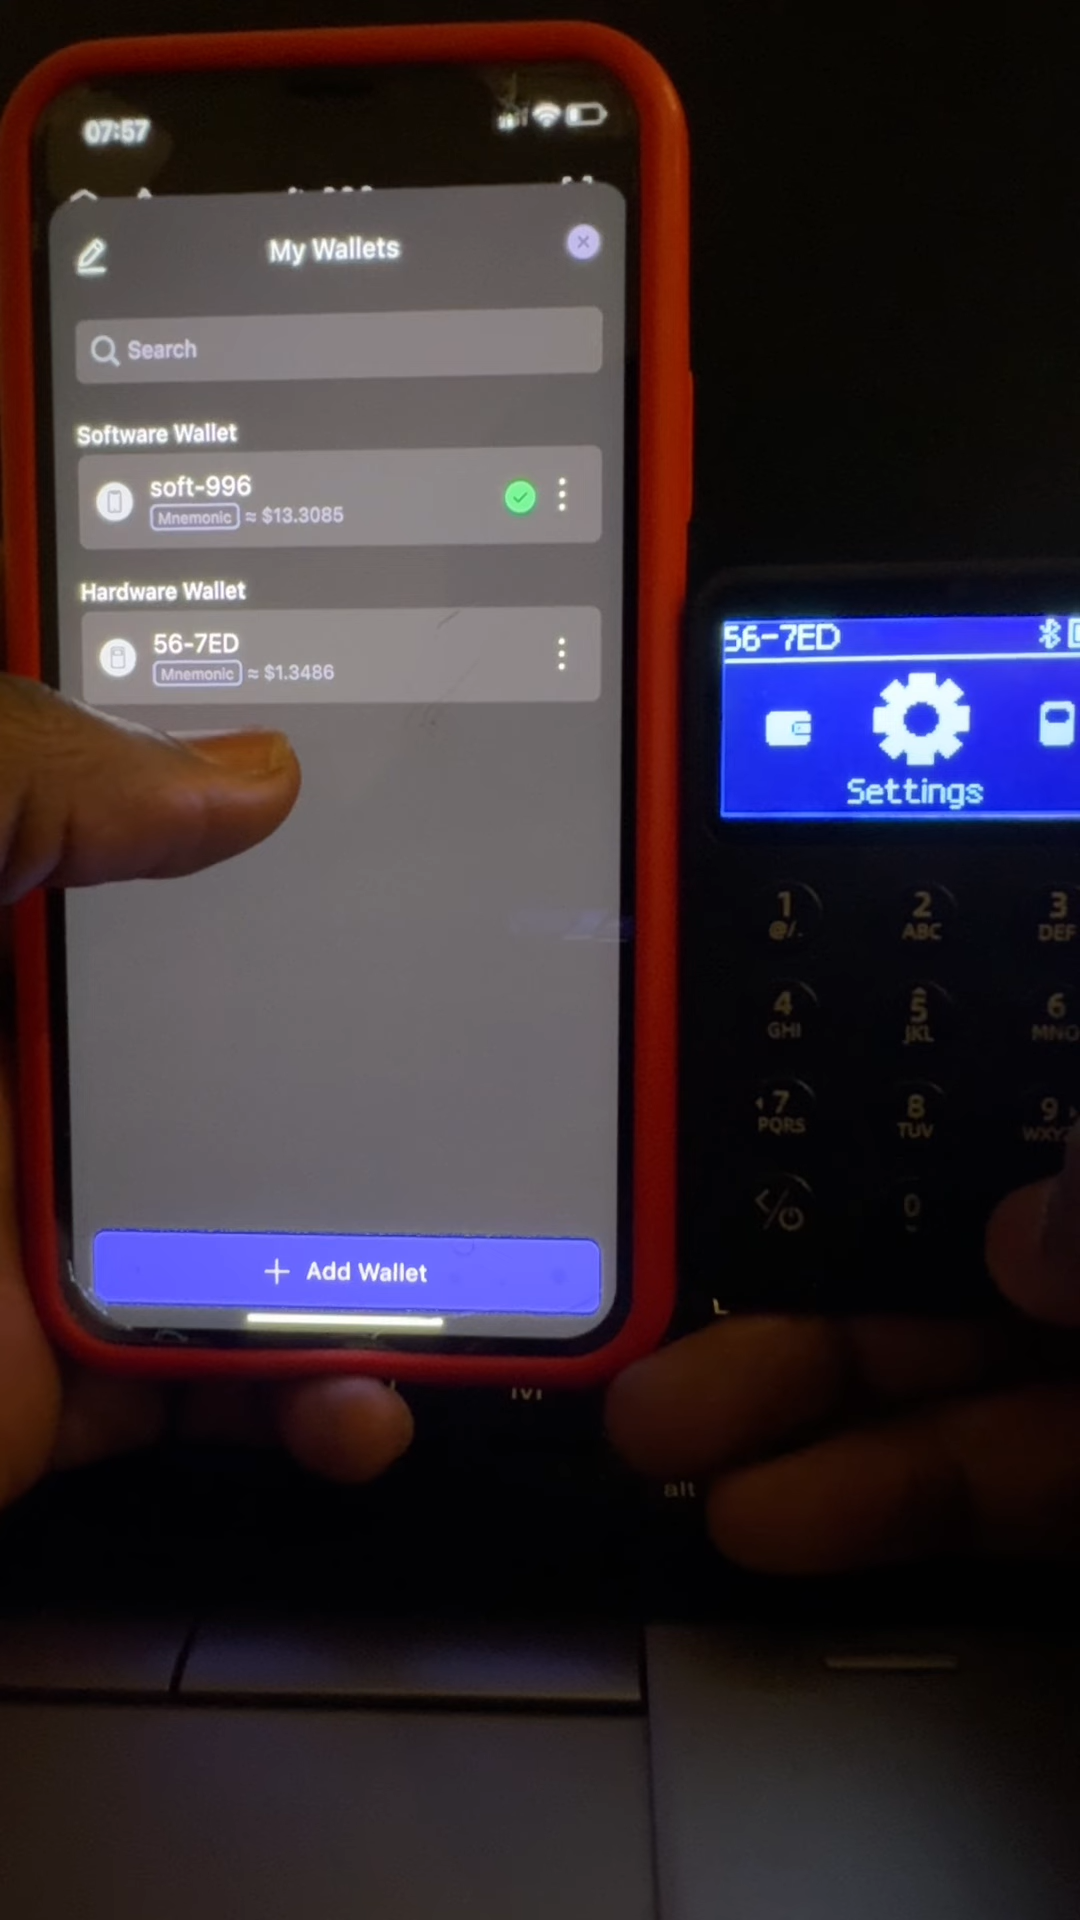 07:57
My Wallets
Search
Software Wallet
soft-996
Mnemonic ≈ $13.3085
Hardware Wallet
56-7ED
Mnemonic ≈ $1.3486
+ Add Wallet
56-7ED
Settings
1 2 3
@/. ABC DEF
4 5 6
GHI JKL MNO
7 8 9
PQRS TUV WXYZ
0
L
alt